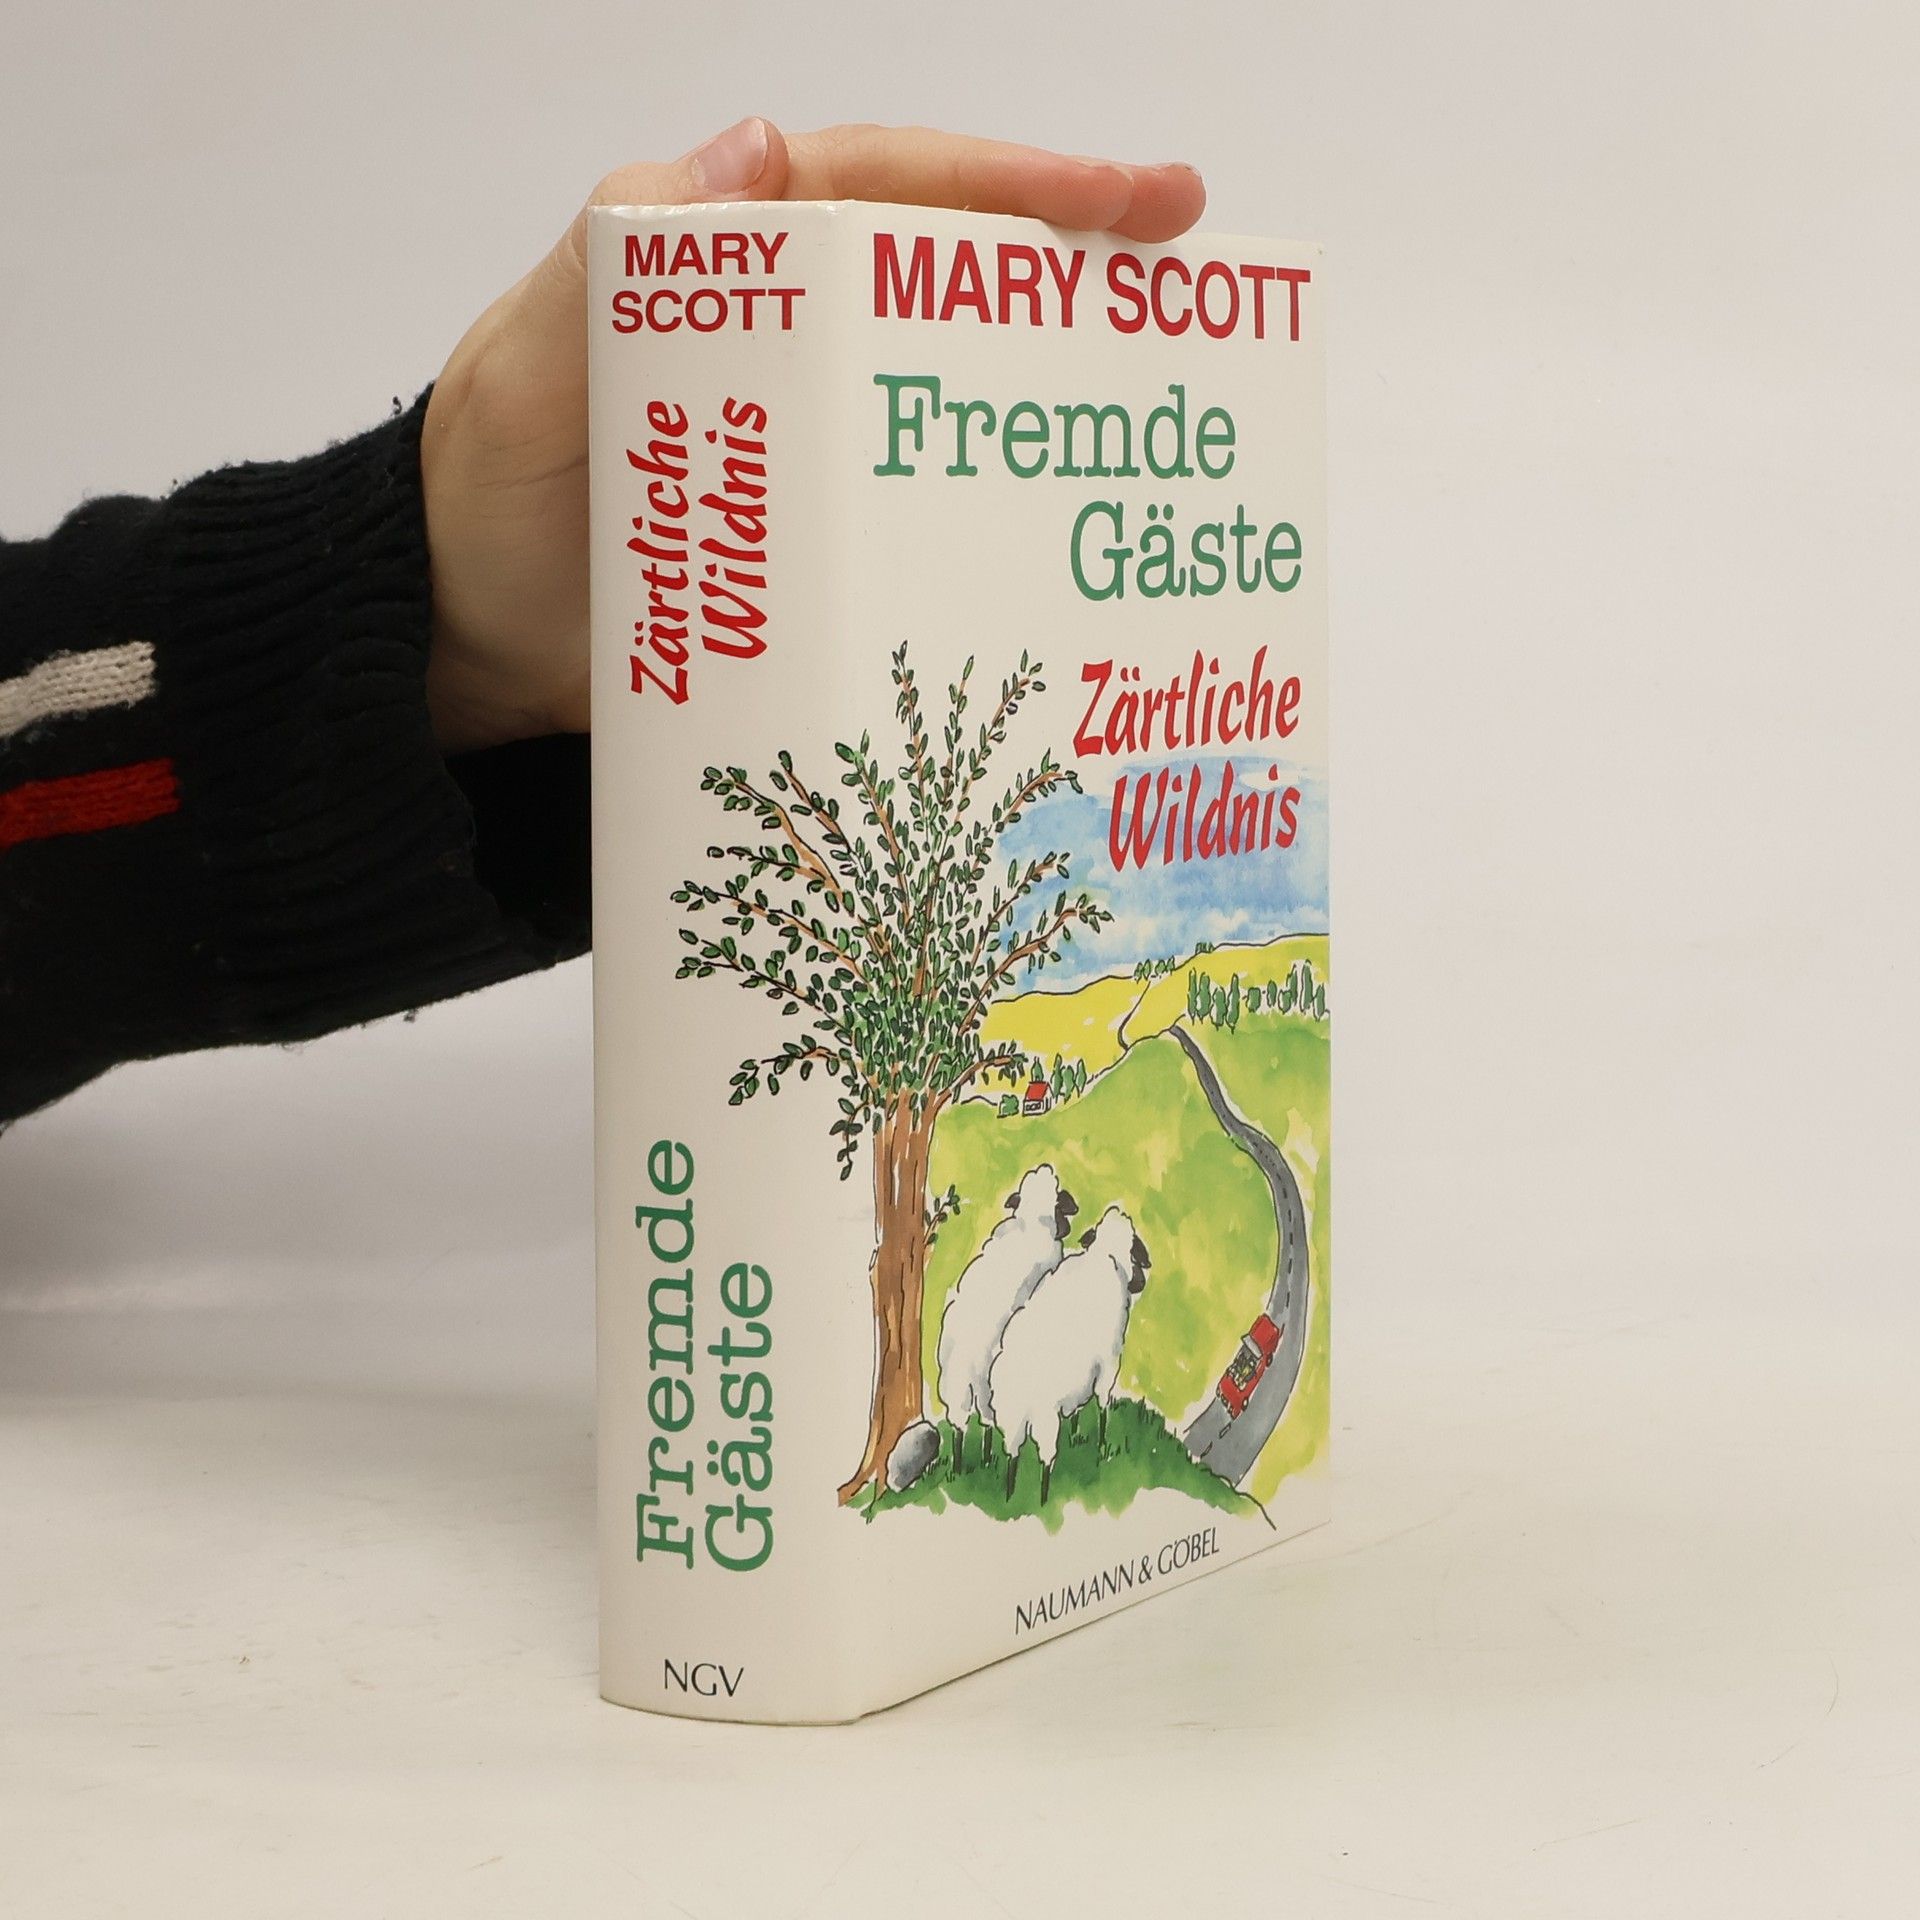 MARY
SCOTT
Zärtliche
Wildnis
Fremde
Gäste
NGV
MARY SCOTT
Fremde
Gäste
Zärtliche
Wildnis
NAUMANN & GÖBEL